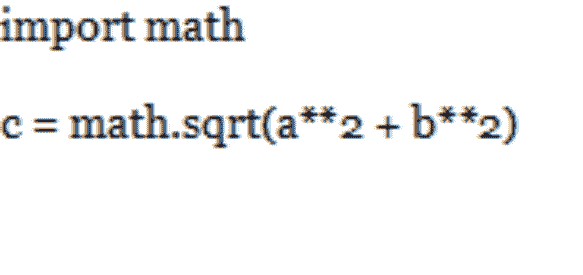 import math
c = math.sqrt(a**2 + b**2)